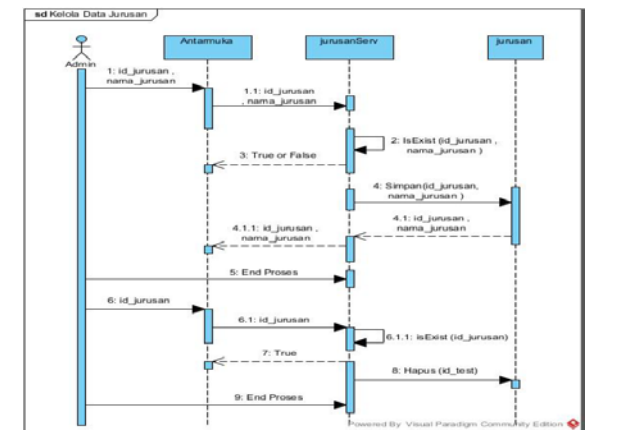 sd Kelola Data Jurusan
Antarmuka
jurusanServ
jurusan
Admin
1: id_jurusan ,
nama_jurusan
1.1: id_jurusan
, nama_jurusan
2: IsExist (id_jurusan ,
nama_jurusan )
3: True or False
4: Simpan(id_jurusan,
nama_jurusan )
4.1: id_jurusan ,
nama_jurusan
4.1.1: id_jurusan ,
nama_jurusan
5: End Proses
6: id_jurusan
6.1: id_jurusan
6.1.1: isExist (id_jurusan)
7: True
8: Hapus (id_test)
9: End Proses
Powered By Visual Paradigm Community Edition